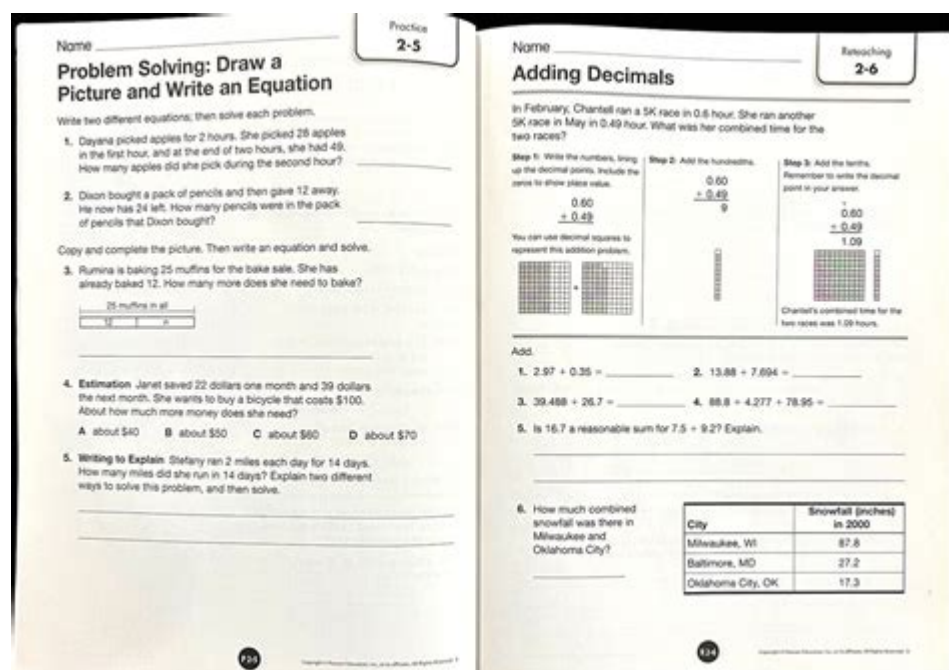 Name
Practice
2-5
Problem Solving: Draw a
Picture and Write an Equation
Write two different equations; then solve each problem.
1. Dayana picked apples for 2 hours. She picked 28 apples
in the first hour, and at the end of two hours, she had 49.
How many apples did she pick during the second hour?
2. Dixon bought a pack of pencils and then gave 12 away.
He now has 24 left. How many pencils were in the pack
of pencils that Dixon bought?
Copy and complete the picture. Then write an equation and solve.
3. Rumina is baking 25 muffins for the bake sale. She has
already baked 12. How many more does she need to bake?
25 muffins in all
12 n
4. Estimation Janet saved 22 dollars one month and 39 dollars
the next month. She wants to buy a bicycle that costs $100.
About how much more money does she need?
A about $40 B about $50 C about $60 D about $70
5. Writing to Explain Stefany ran 2 miles each day for 14 days.
How many miles did she run in 14 days? Explain two different
ways to solve this problem, and then solve.
P 2-5
Name
Reteaching
2-6
Adding Decimals
In February, Chantell ran a 5K race in 0.6 hour. She ran another
5K race in May in 0.49 hour. What was her combined time for the
two races?
Step 1: Write the numbers, lining
up the decimal points. Include the
zeros to show place value.
0.60
+ 0.49
You can use decimal squares to
represent this addition problem.
+
Step 2: Add the hundredths.
0.60
+ 0.49
9
Step 3: Add the tenths.
Remember to write the decimal
point in your answer.
1
0.60
+ 0.49
1.09
Chantell's combined time for the
two races was 1.09 hours.
Add.
1. 2.97 + 0.35 = 2. 13.88 + 7.694 =
3. 39.488 + 26.7 = 4. 88.8 + 4.277 + 78.95 =
5. Is 16.7 a reasonable sum for 7.5 + 9.2? Explain.
6. How much combined
snowfall was there in
Milwaukee and
Oklahoma City?
City Snowfall (inches)
in 2000
Milwaukee, WI 87.8
Baltimore, MD 27.2
Oklahoma City, OK 17.3